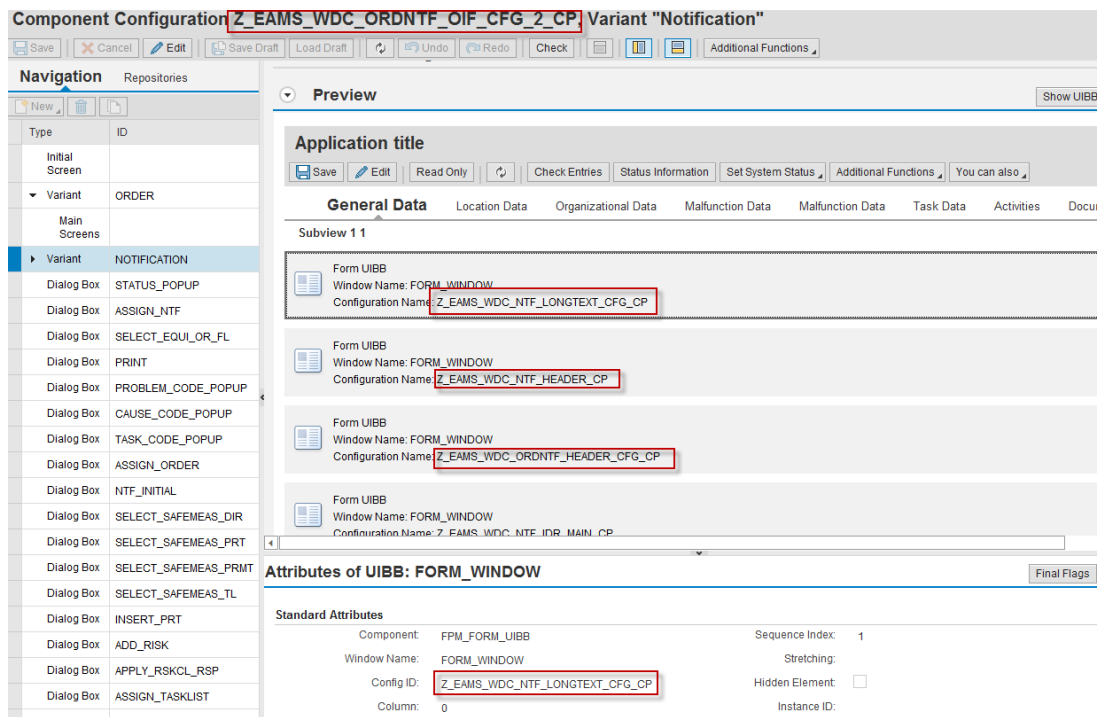 Component Configuration Z_EAMS_WDC_ORDNTF_OIF_CFG_2_CP, Variant "Notification"
Save Cancel Edit Save Draft Load Draft Undo Redo Check Additional Functions
Navigation Repositories
New
Type ID
Initial Screen
Variant ORDER
Main Screens
Variant NOTIFICATION
Dialog Box STATUS_POPUP
Dialog Box ASSIGN_NTF
Dialog Box SELECT_EQUI_OR_FL
Dialog Box PRINT
Dialog Box PROBLEM_CODE_POPUP
Dialog Box CAUSE_CODE_POPUP
Dialog Box TASK_CODE_POPUP
Dialog Box ASSIGN_ORDER
Dialog Box NTF_INITIAL
Dialog Box SELECT_SAFEMEAS_DIR
Dialog Box SELECT_SAFEMEAS_PRT
Dialog Box SELECT_SAFEMEAS_PRMT
Dialog Box SELECT_SAFEMEAS_TL
Dialog Box INSERT_PRT
Dialog Box ADD_RISK
Dialog Box APPLY_RSKCL_RSP
Dialog Box ASSIGN_TASKLIST
Preview
Show UIBB
Application title
Save Edit Read Only Check Entries Status Information Set System Status Additional Functions You can also
General Data Location Data Organizational Data Malfunction Data Malfunction Data Task Data Activities Docu
Subview 1 1
Form UIBB
Window Name: FORM_WINDOW
Configuration Name: Z_EAMS_WDC_NTF_LONGTEXT_CFG_CP
Form UIBB
Window Name: FORM_WINDOW
Configuration Name: Z_EAMS_WDC_NTF_HEADER_CP
Form UIBB
Window Name: FORM_WINDOW
Configuration Name: Z_EAMS_WDC_ORDNTF_HEADER_CFG_CP
Form UIBB
Window Name: FORM_WINDOW
Configuration Name: Z_EAMS_WDC_NTF_IDR_MAIN_CP
Attributes of UIBB: FORM_WINDOW
Final Flags
Standard Attributes
Component: FPM_FORM_UIBB Sequence Index: 1
Window Name: FORM_WINDOW Stretching:
Config ID: Z_EAMS_WDC_NTF_LONGTEXT_CFG_CP Hidden Element:
Column: 0 Instance ID: